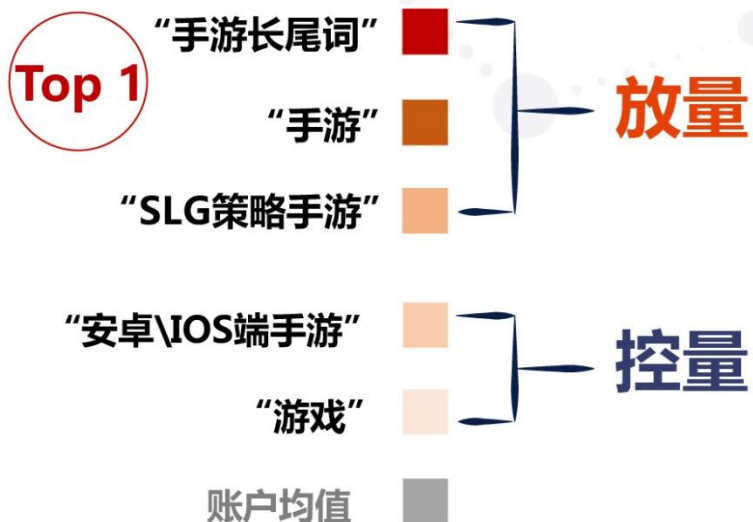 “手游长尾词”
Top 1
“手游”
放量
“SLG策略手游”
“安卓\IOS端手游”
控量
“游戏”
账户均值